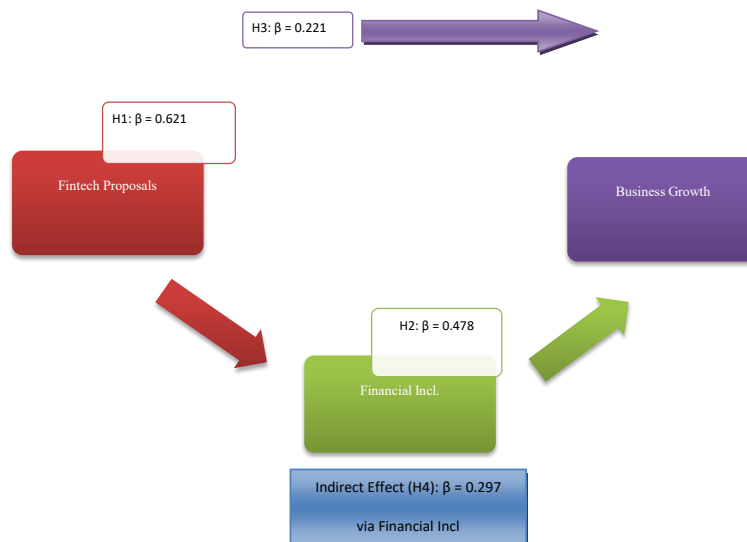 H3: β = 0.221
H1: β = 0.621
Fintech Proposals
Business Growth
H2: β = 0.478
Financial Incl.
Indirect Effect (H4): β = 0.297
via Financial Incl